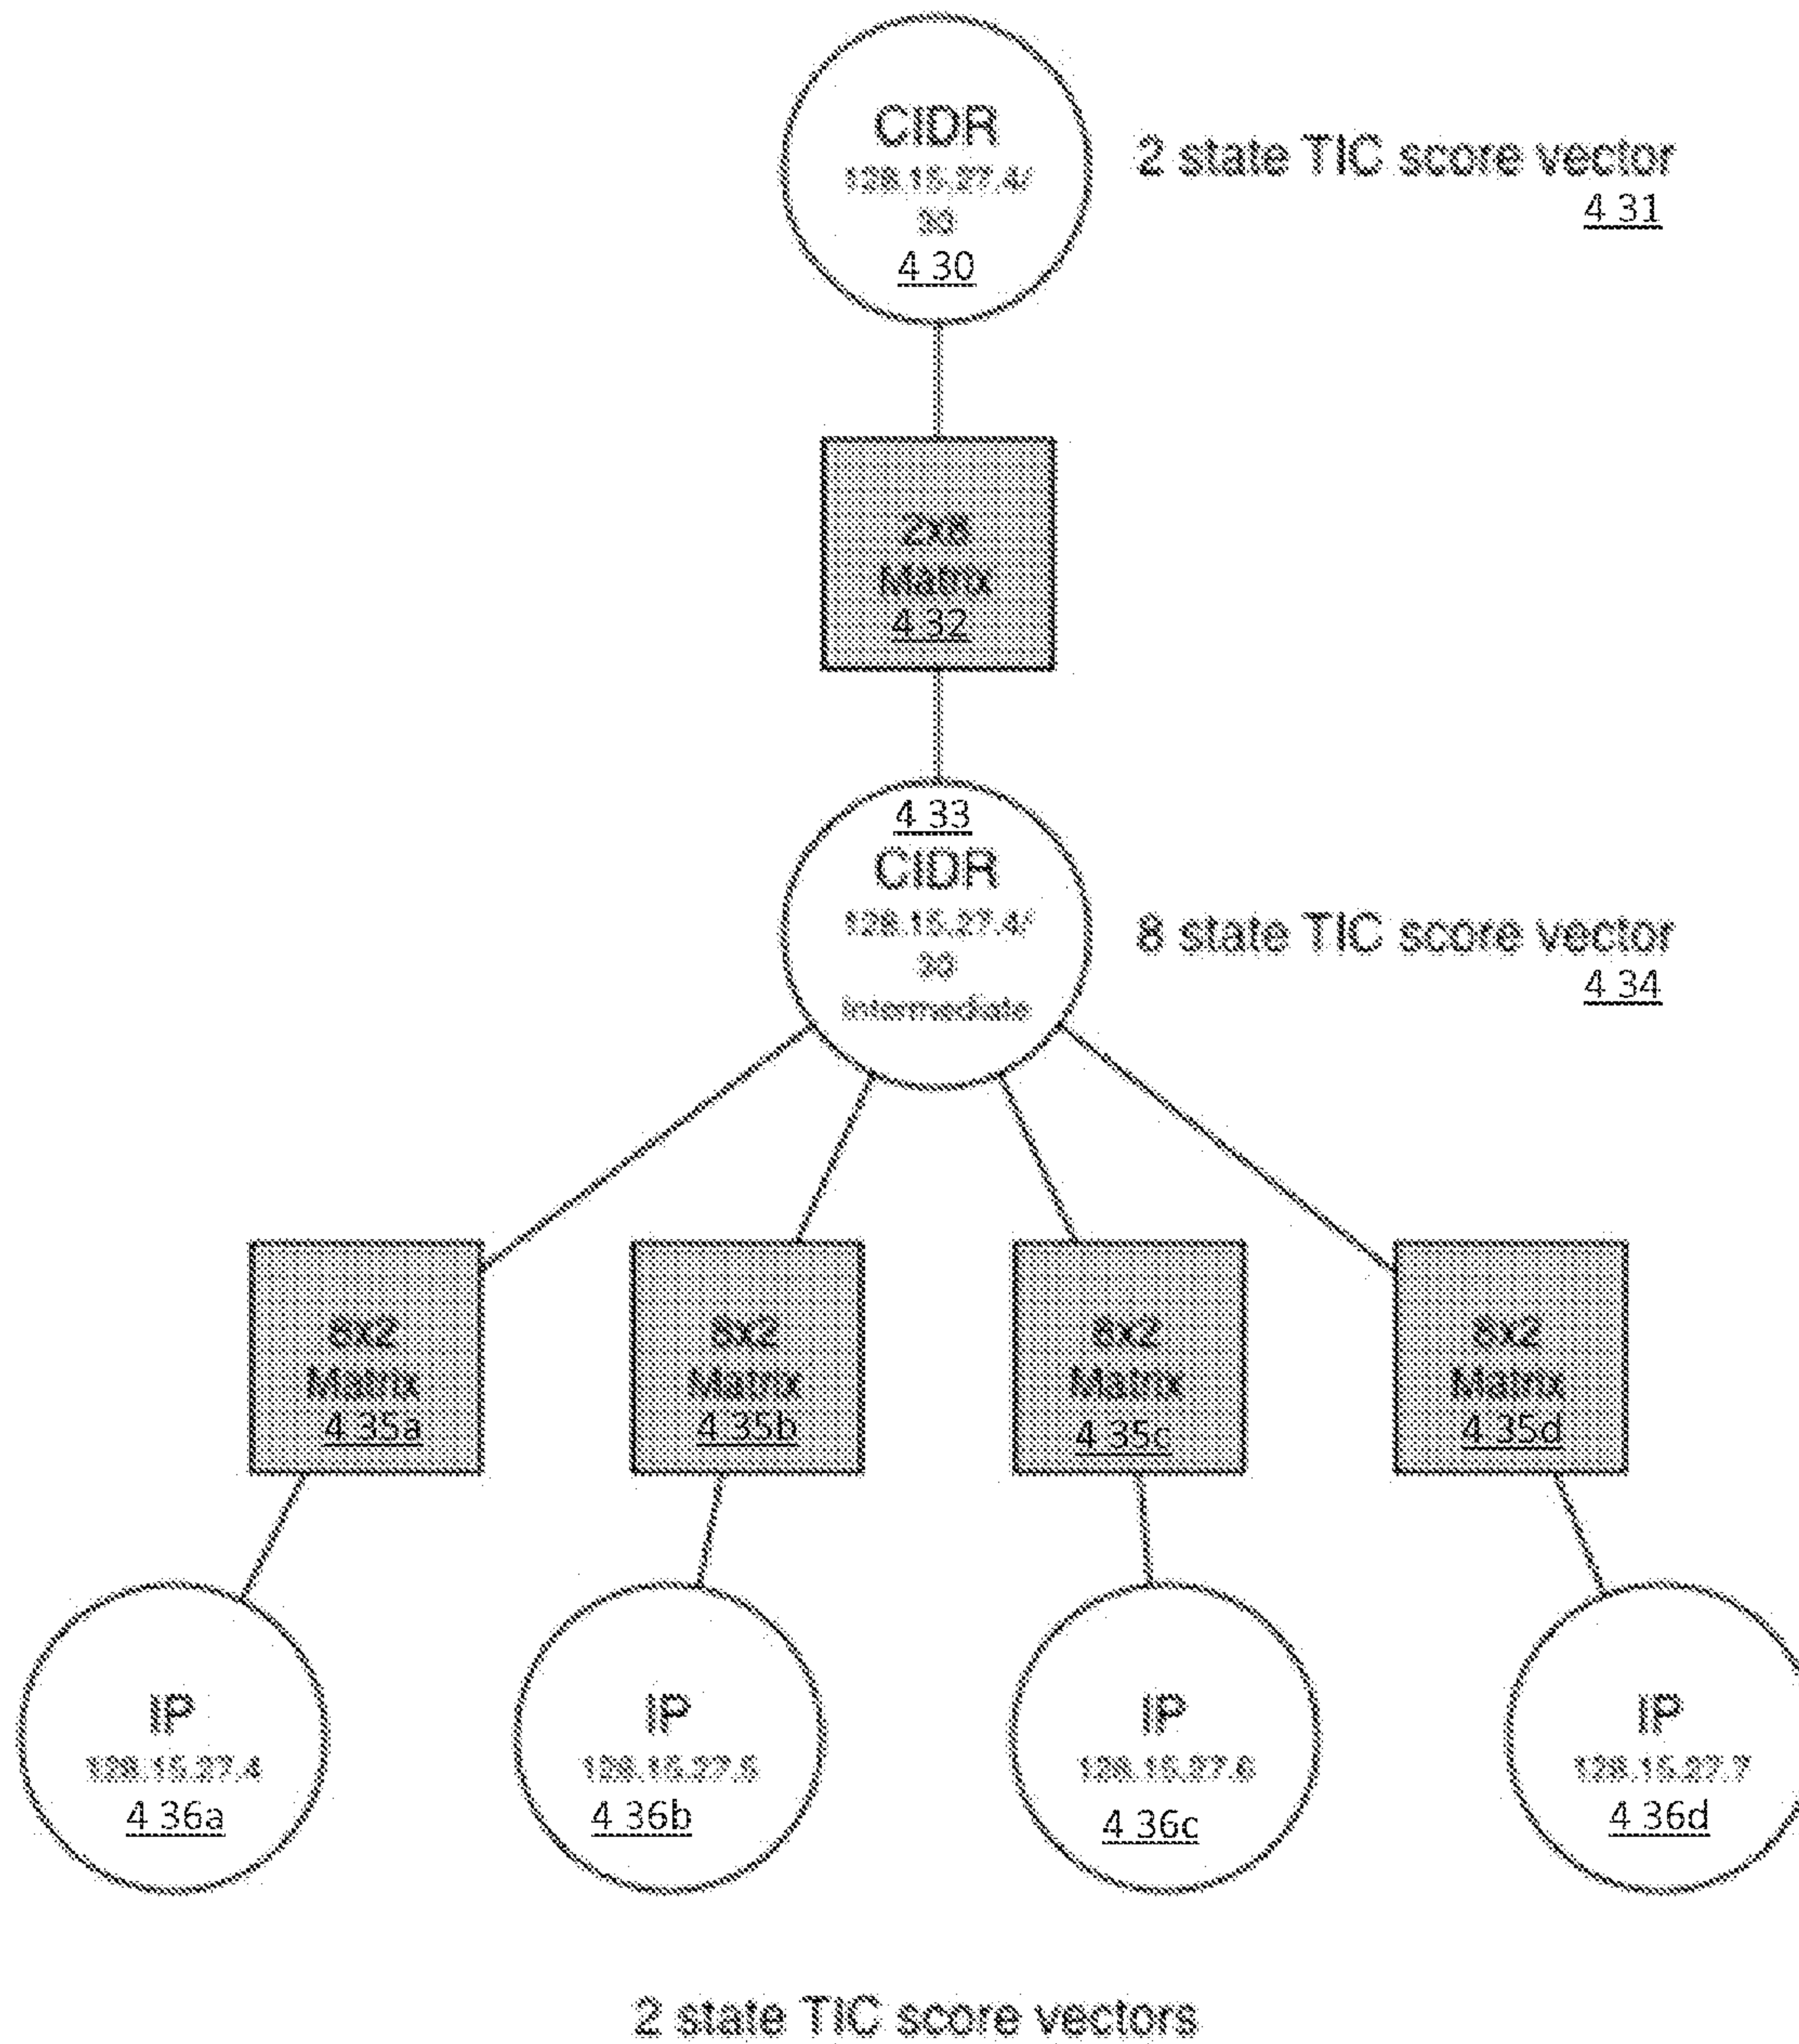 CIDR
128.15.27.4/
30
4 30
2 state TIC score vector
4 31
2x8
Matrix
4 32
4 33
CIDR
128.15.27.4/
30
intermediate
8 state TIC score vector
4 34
8x2
Matrix
4 35a
8x2
Matrix
4 35b
8x2
Matrix
4 35c
8x2
Matrix
4 35d
IP
128.15.27.4
4 36a
IP
128.15.27.5
4 36b
IP
128.15.27.6
4 36c
IP
128.15.27.7
4 36d
2 state TIC score vectors